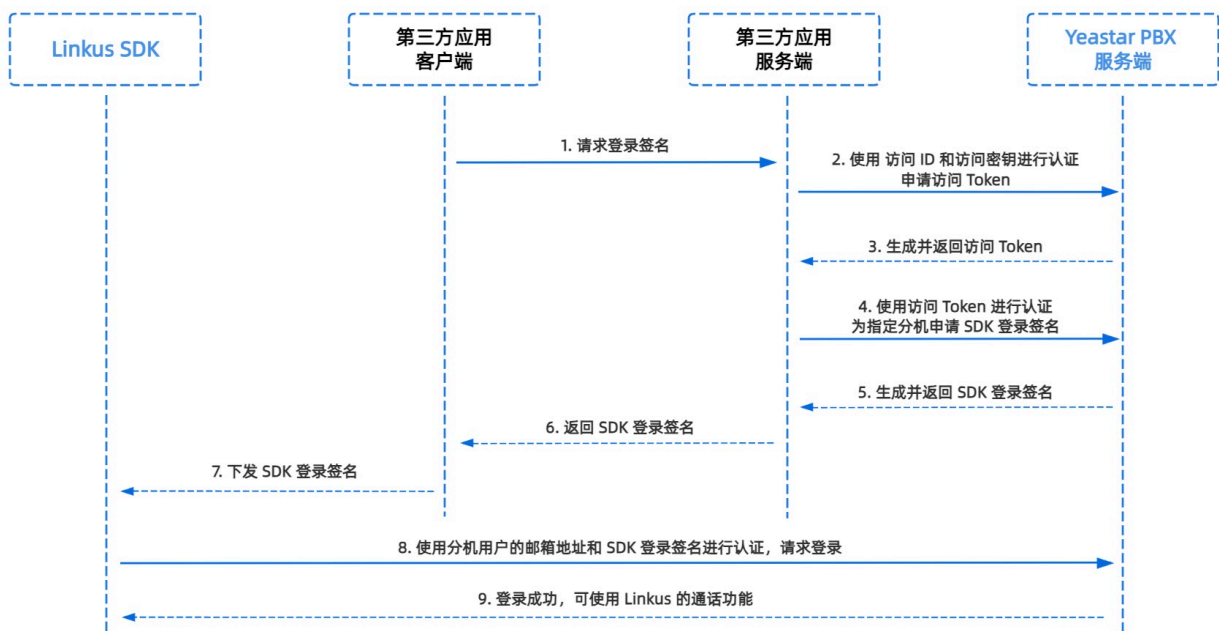 Linkus SDK
第三方应用
客户端
第三方应用
服务端
Yeastar PBX
服务端
1. 请求登录签名
2. 使用 访问 ID 和访问密钥进行认证
申请访问 Token
3. 生成并返回访问 Token
4. 使用访问 Token 进行认证
为指定分机申请 SDK 登录签名
5. 生成并返回 SDK 登录签名
6. 返回 SDK 登录签名
7. 下发 SDK 登录签名
8. 使用分机用户的邮箱地址和 SDK 登录签名进行认证，请求登录
9. 登录成功，可使用 Linkus 的通话功能